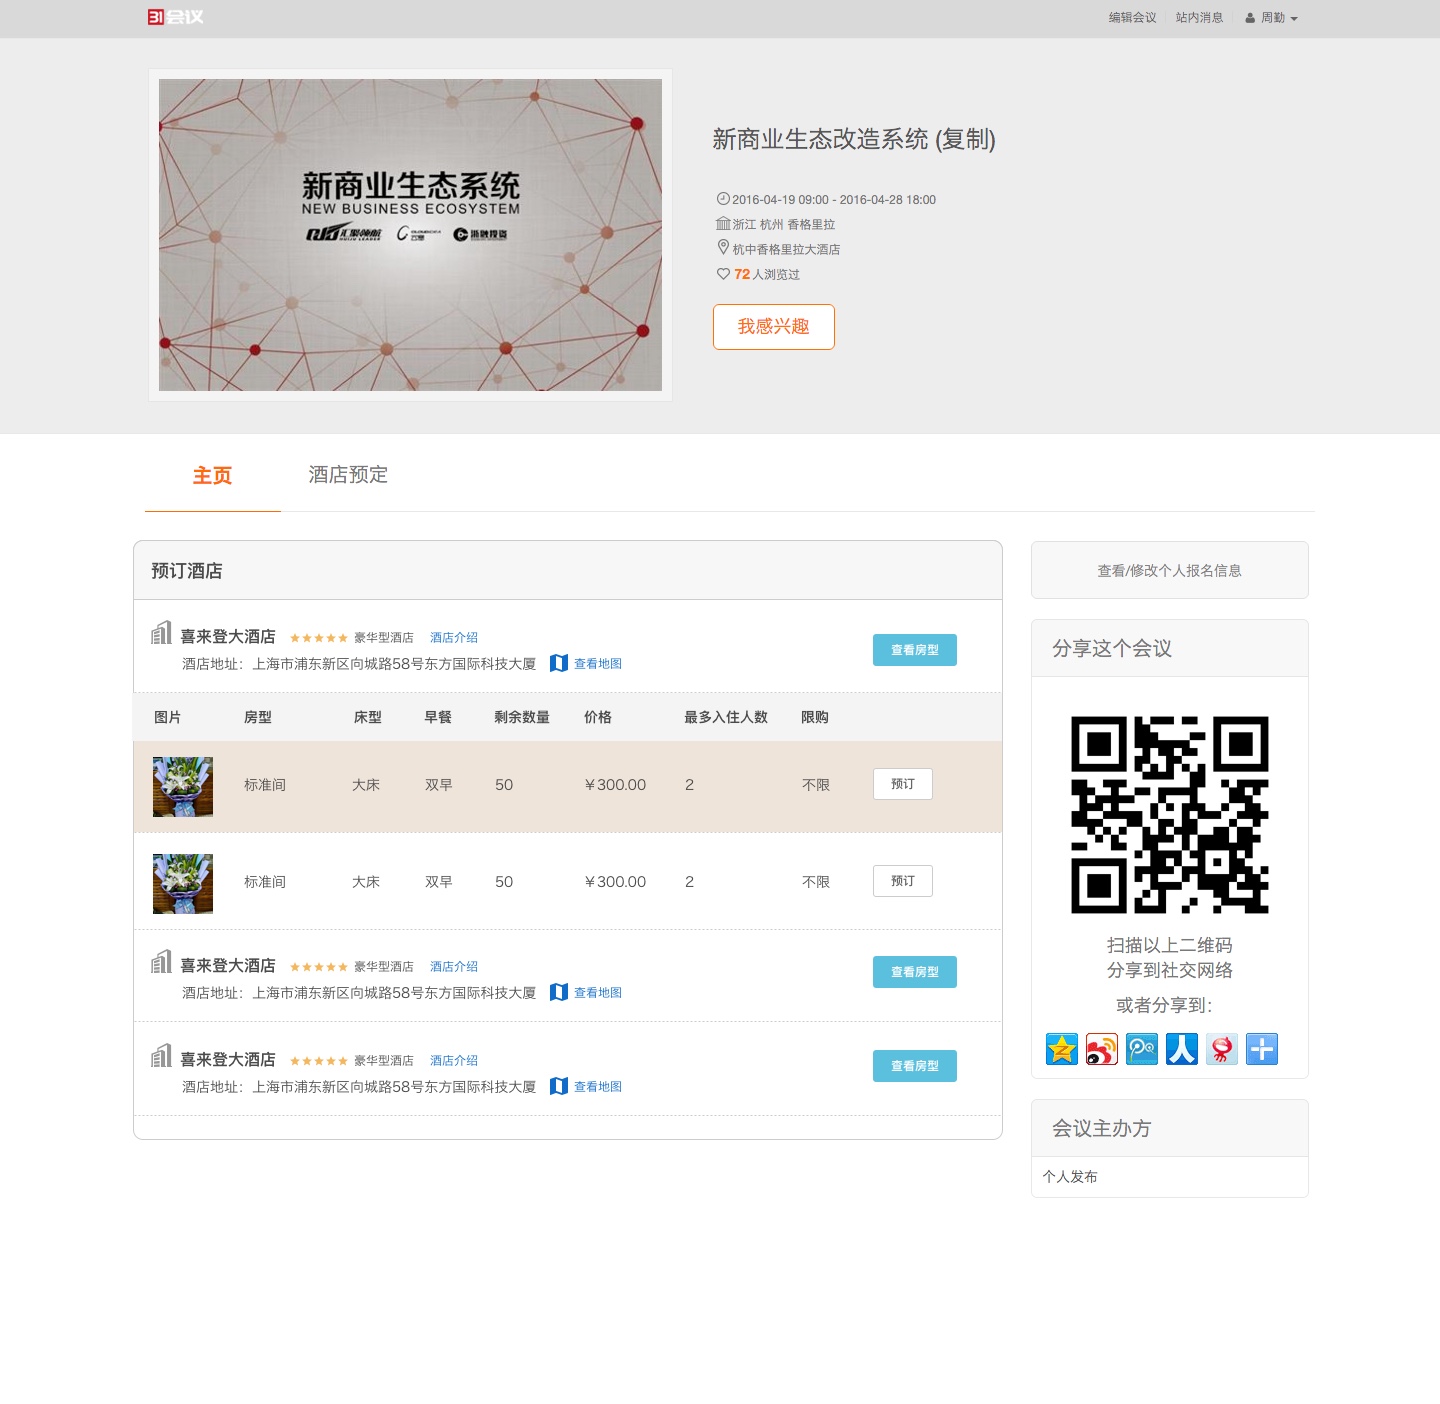 31会议
编辑会议 站内消息 周勤
新商业生态系统
NEW BUSINESS ECOSYSTEM
汇聚领航
HUIJU LEADER
浙融投资
新商业生态改造系统 (复制)
2016-04-19 09:00 - 2016-04-28 18:00
浙江 杭州 香格里拉
杭中香格里拉大酒店
72 人浏览过
我感兴趣
主页 酒店预定
预订酒店
喜来登大酒店 ★★★★★ 豪华型酒店 酒店介绍
酒店地址：上海市浦东新区向城路58号东方国际科技大厦 查看地图
查看房型
图片 房型 床型 早餐 剩余数量 价格 最多入住人数 限购
标准间 大床 双早 50 ￥300.00 2 不限 预订
标准间 大床 双早 50 ￥300.00 2 不限 预订
喜来登大酒店 ★★★★★ 豪华型酒店 酒店介绍
酒店地址：上海市浦东新区向城路58号东方国际科技大厦 查看地图
查看房型
喜来登大酒店 ★★★★★ 豪华型酒店 酒店介绍
酒店地址：上海市浦东新区向城路58号东方国际科技大厦 查看地图
查看房型
查看/修改个人报名信息
分享这个会议
扫描以上二维码
分享到社交网络
或者分享到：
会议主办方
个人发布